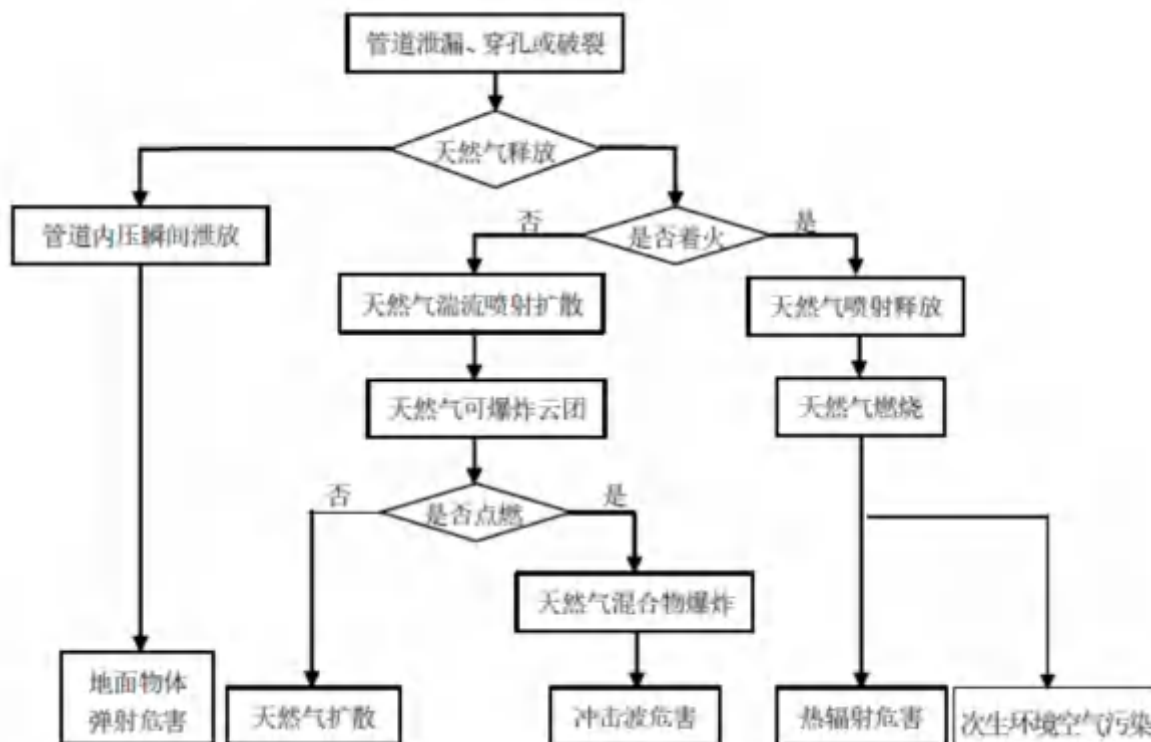 管道泄漏、穿孔或破裂
天然气释放
管道内压瞬间泄放
否
是否着火
是
天然气湍流喷射扩散
天然气喷射释放
天然气可爆炸云团
天然气燃烧
否
是否点燃
是
天然气混合物爆炸
地面物体
弹射危害
天然气扩散
冲击波危害
热辐射危害
次生环境空气污染